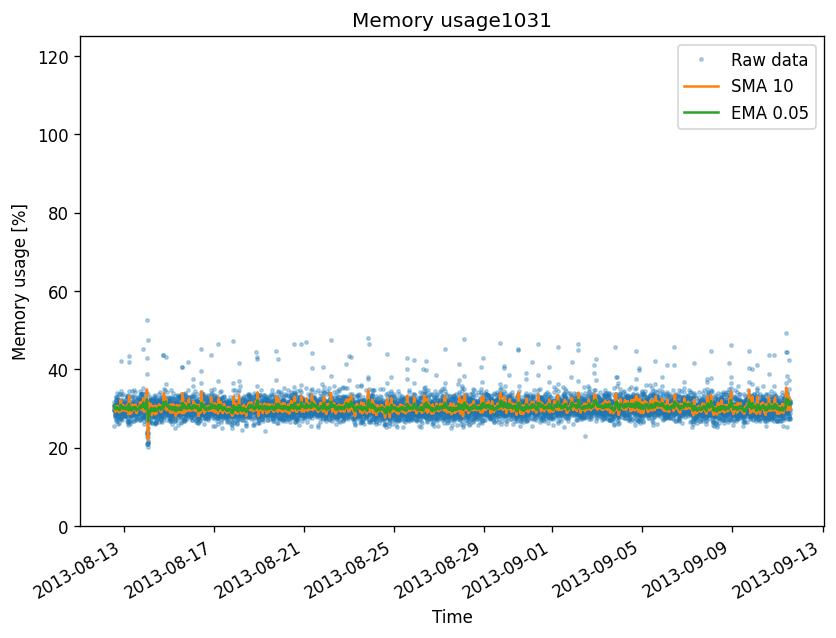 Memory usage1031
Raw data
SMA 10
EMA 0.05
Memory usage [%]
120
100
80
60
40
20
0
2013-08-13
2013-08-17
2013-08-21
2013-08-25
2013-08-29
2013-09-01
2013-09-05
2013-09-09
2013-09-13
Time